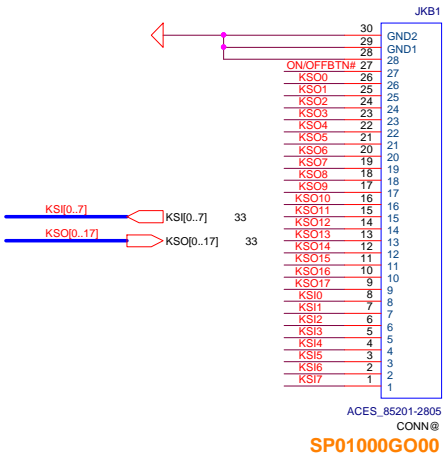 JKB1
30 GND2
29 GND1
28 28
ON/OFFBTN# 27 27
KSO0 26 26
KSO1 25 25
KSO2 24 24
KSO3 23 23
KSO4 22 22
KSO5 21 21
KSO6 20 20
KSO7 19 19
KSO8 18 18
KSO9 17 17
KSO10 16 16
KSO11 15 15
KSO12 14 14
KSO13 13 13
KSO14 12 12
KSO15 11 11
KSO16 10 10
KSO17 9 9
KSI0 8 8
KSI1 7 7
KSI2 6 6
KSI3 5 5
KSI4 4 4
KSI5 3 3
KSI6 2 2
KSI7 1 1
KSI[0..7] KSI[0..7] 33
KSO[0..17] KSO[0..17] 33
ACES_85201-2805
CONN@
SP01000GO00